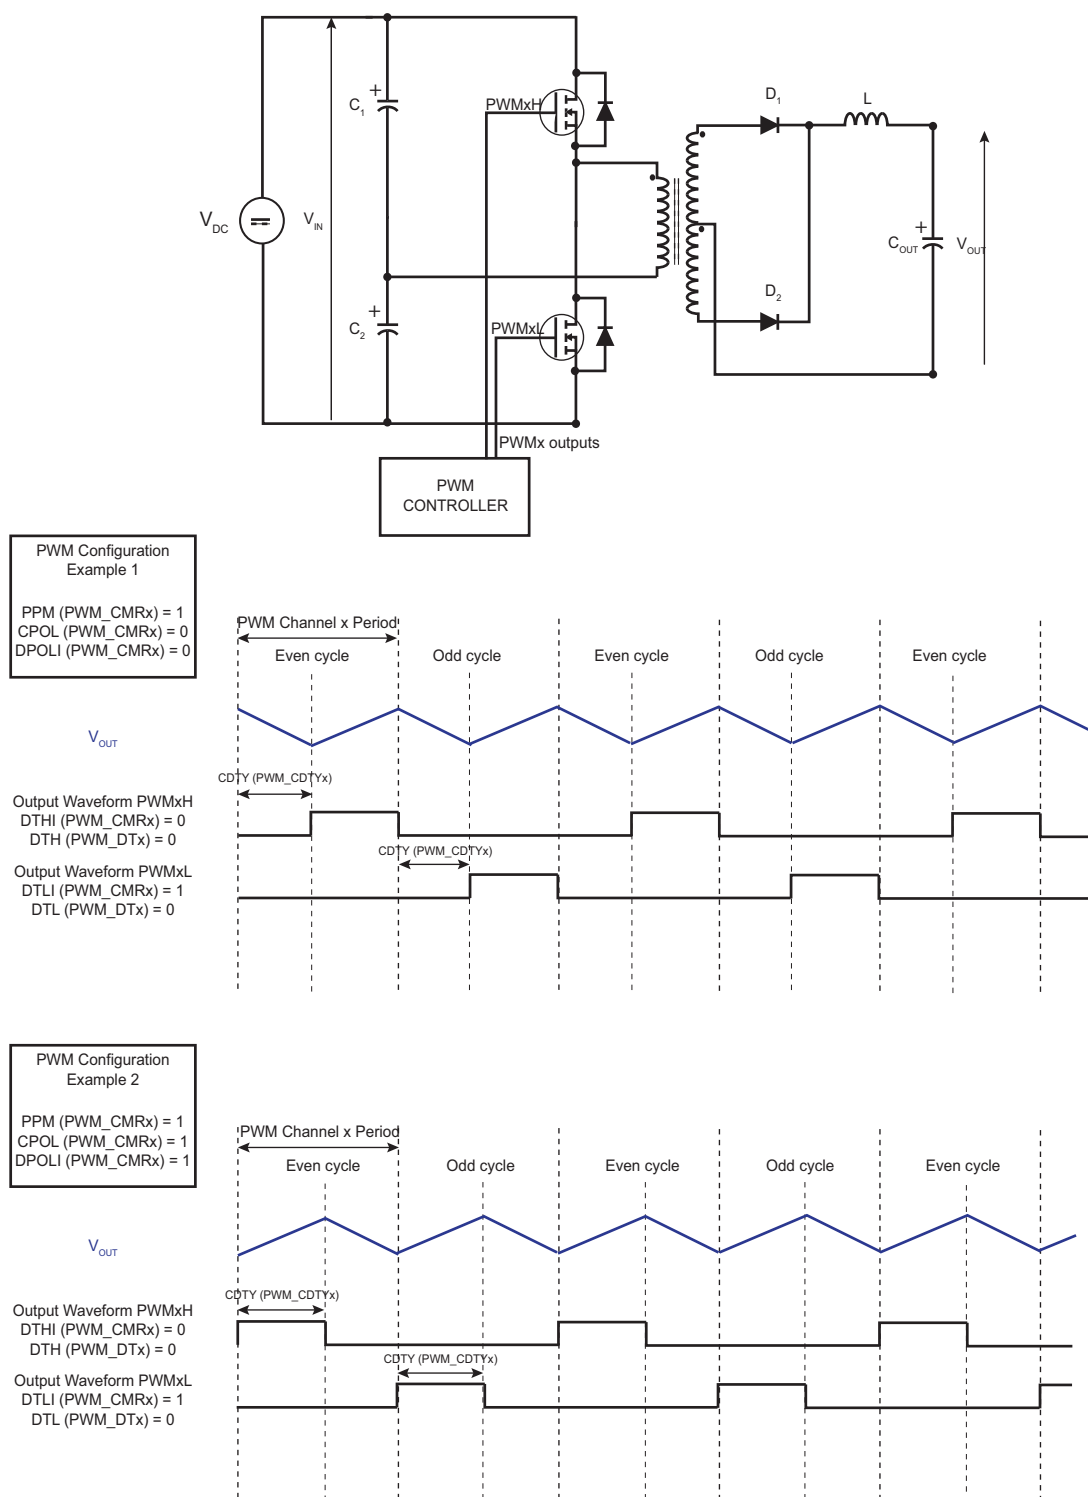 PWMxH
D1
L
C1
+
VDC
VIN
+
COUT
VOUT
+
C2
D2
PWMxL
PWMx outputs
PWM
CONTROLLER
PWM Configuration
Example 1
PPM (PWM_CMRx) = 1
CPOL (PWM_CMRx) = 0
DPOLI (PWM_CMRx) = 0
PWM Channel x Period
Even cycle Odd cycle Even cycle Odd cycle Even cycle
VOUT
CDTY (PWM_CDTYx)
Output Waveform PWMxH
DTHI (PWM_CMRx) = 0
DTH (PWM_DTx) = 0
CDTY (PWM_CDTYx)
Output Waveform PWMxL
DTLI (PWM_CMRx) = 1
DTL (PWM_DTx) = 0
PWM Configuration
Example 2
PPM (PWM_CMRx) = 1
CPOL (PWM_CMRx) = 1
DPOLI (PWM_CMRx) = 1
PWM Channel x Period
Even cycle Odd cycle Even cycle Odd cycle Even cycle
VOUT
CDTY (PWM_CDTYx)
Output Waveform PWMxH
DTHI (PWM_CMRx) = 0
DTH (PWM_DTx) = 0
CDTY (PWM_CDTYx)
Output Waveform PWMxL
DTLI (PWM_CMRx) = 1
DTL (PWM_DTx) = 0